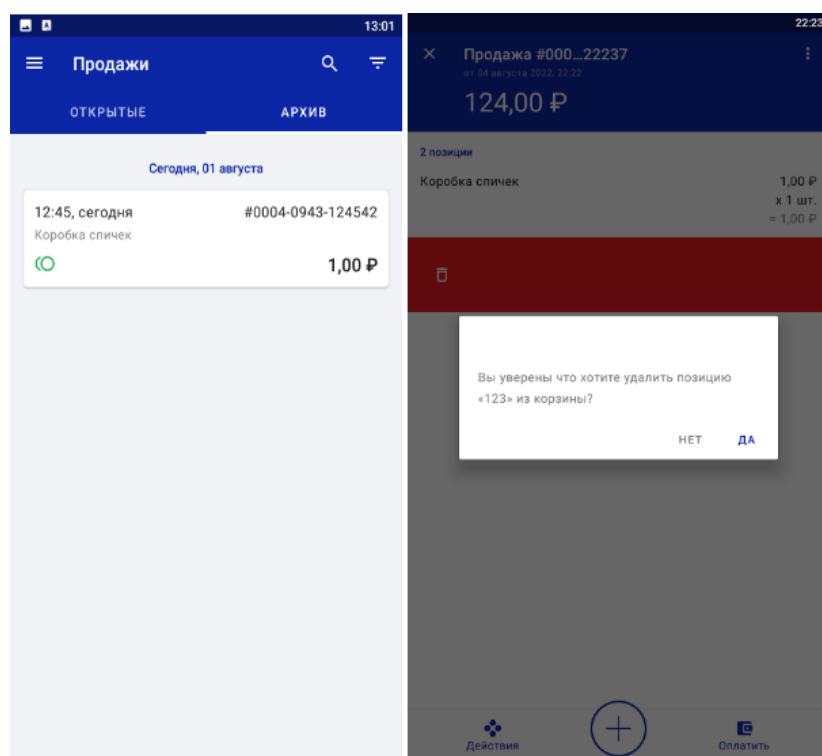 13:01
Продажи
ОТКРЫТЫЕ
АРХИВ
Сегодня, 01 августа
12:45, сегодня
#0004-0943-124542
Коробка спичек
1,00 ₽
22:23
Продажа #000...22237
от 04 августа 2022, 22:22
124,00 ₽
2 позиции
Коробка спичек
1,00 ₽
x 1 шт.
= 1,00 ₽
Вы уверены что хотите удалить позицию
«123» из корзины?
НЕТ
ДА
Действия
Оплатить